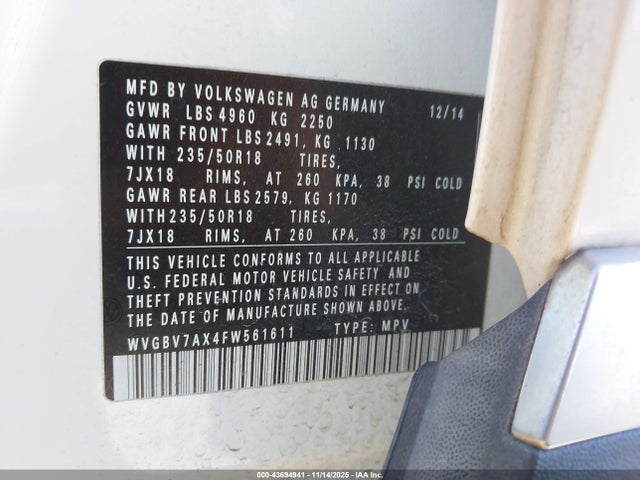 MFD BY VOLKSWAGEN AG GERMANY 12/14
GVWR LBS 4960 KG 2250
GAWR FRONT LBS 2491, KG 1130
WITH 235/50R18 TIRES,
7JX18 RIMS, AT 260 KPA, 38 PSI COLD
GAWR REAR LBS 2579, KG 1170
WITH 235/50R18 TIRES,
7JX18 RIMS, AT 260 KPA, 38 PSI COLD
THIS VEHICLE CONFORMS TO ALL APPLICABLE
U.S. FEDERAL MOTOR VEHICLE SAFETY AND
THEFT PREVENTION STANDARDS IN EFFECT ON
THE DATE OF MANUFACTURE SHOWN ABOVE.
WVGBV7AX4FW561611 TYPE: MPV
000-43694941 - 11/14/2025 - IAA Inc.